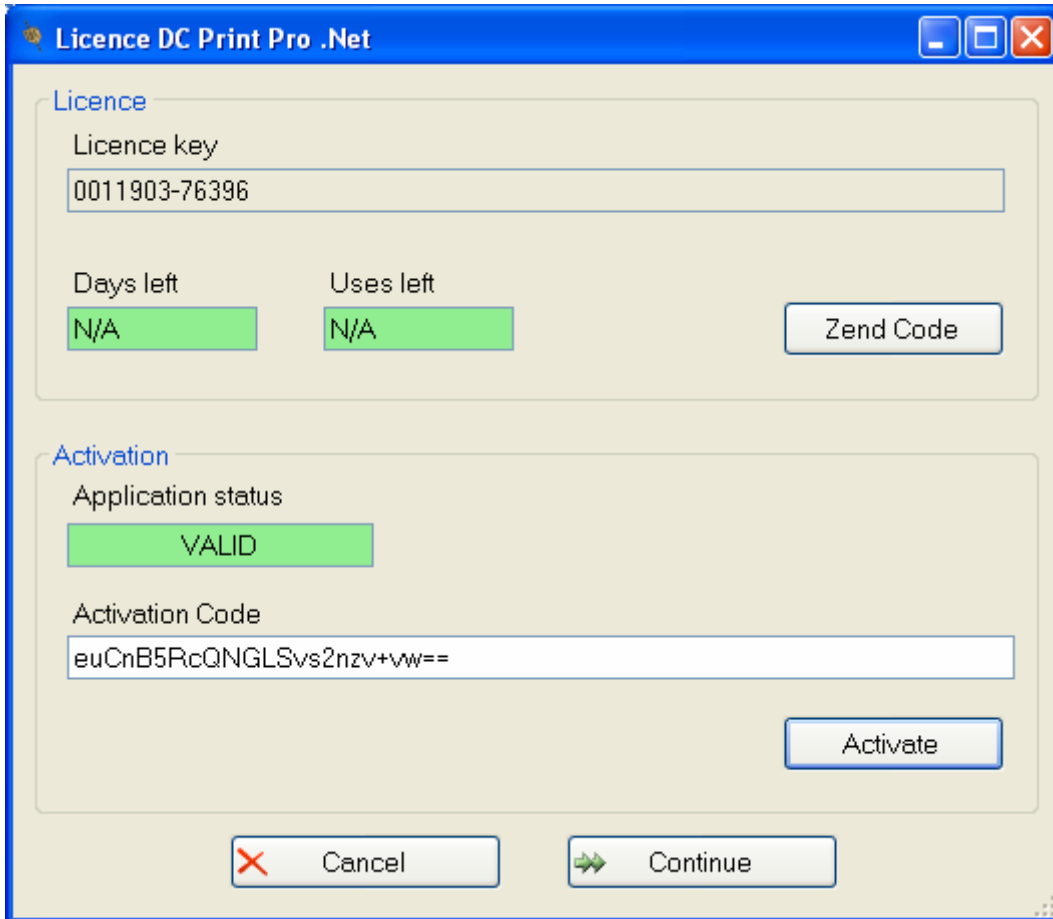 Licence DC Print Pro .Net
Licence
Licence key
0011903-76396
Days left Uses left
N/A N/A
Zend Code
Activation
Application status
VALID
Activation Code
euCnB5RcQNGLSvs2nzv+vw==
Activate
Cancel Continue